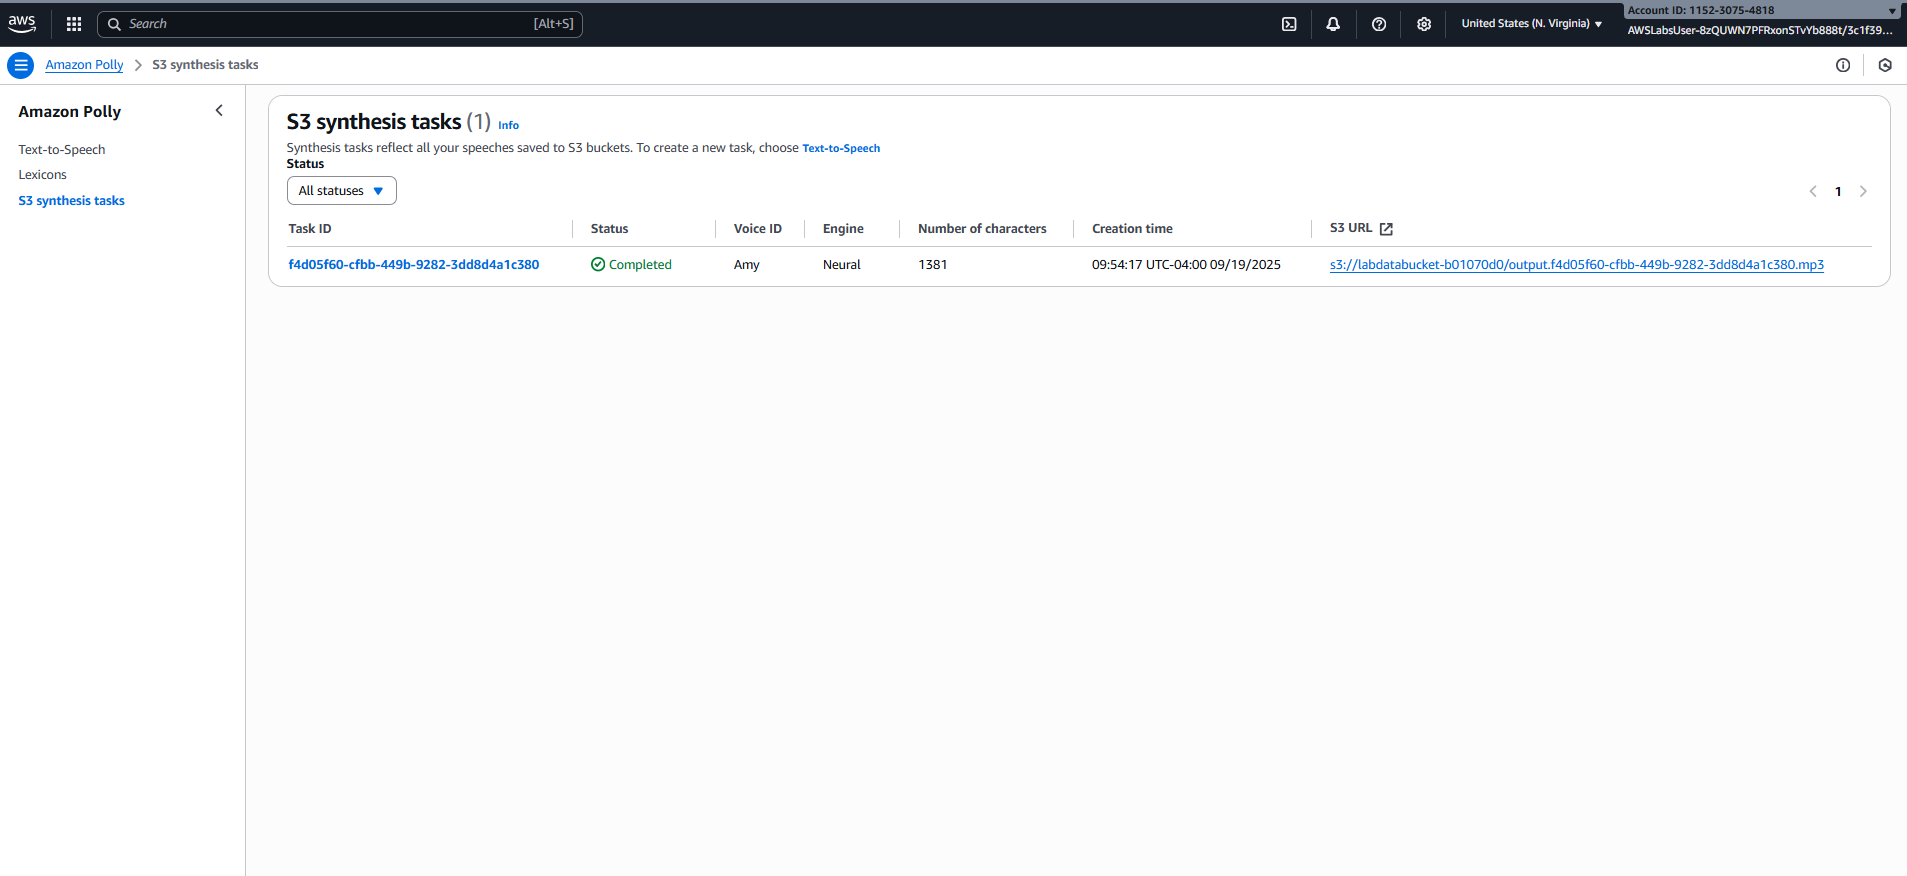 aws
Search [Alt+S]
United States (N. Virginia)
Account ID: 1152-3075-4818
AWSLabsUser-8zQUWN7PFRxonSTvYb888t/3c1f39...
Amazon Polly
S3 synthesis tasks
Amazon Polly
Text-to-Speech
Lexicons
S3 synthesis tasks
S3 synthesis tasks (1) Info
Synthesis tasks reflect all your speeches saved to S3 buckets. To create a new task, choose Text-to-Speech
Status
All statuses
1
Task ID Status Voice ID Engine Number of characters Creation time S3 URL
f4d05f60-cfbb-449b-9282-3dd8d4a1c380 Completed Amy Neural 1381 09:54:17 UTC-04:00 09/19/2025 s3://labdatabucket-b01070d0/output.f4d05f60-cfbb-449b-9282-3dd8d4a1c380.mp3